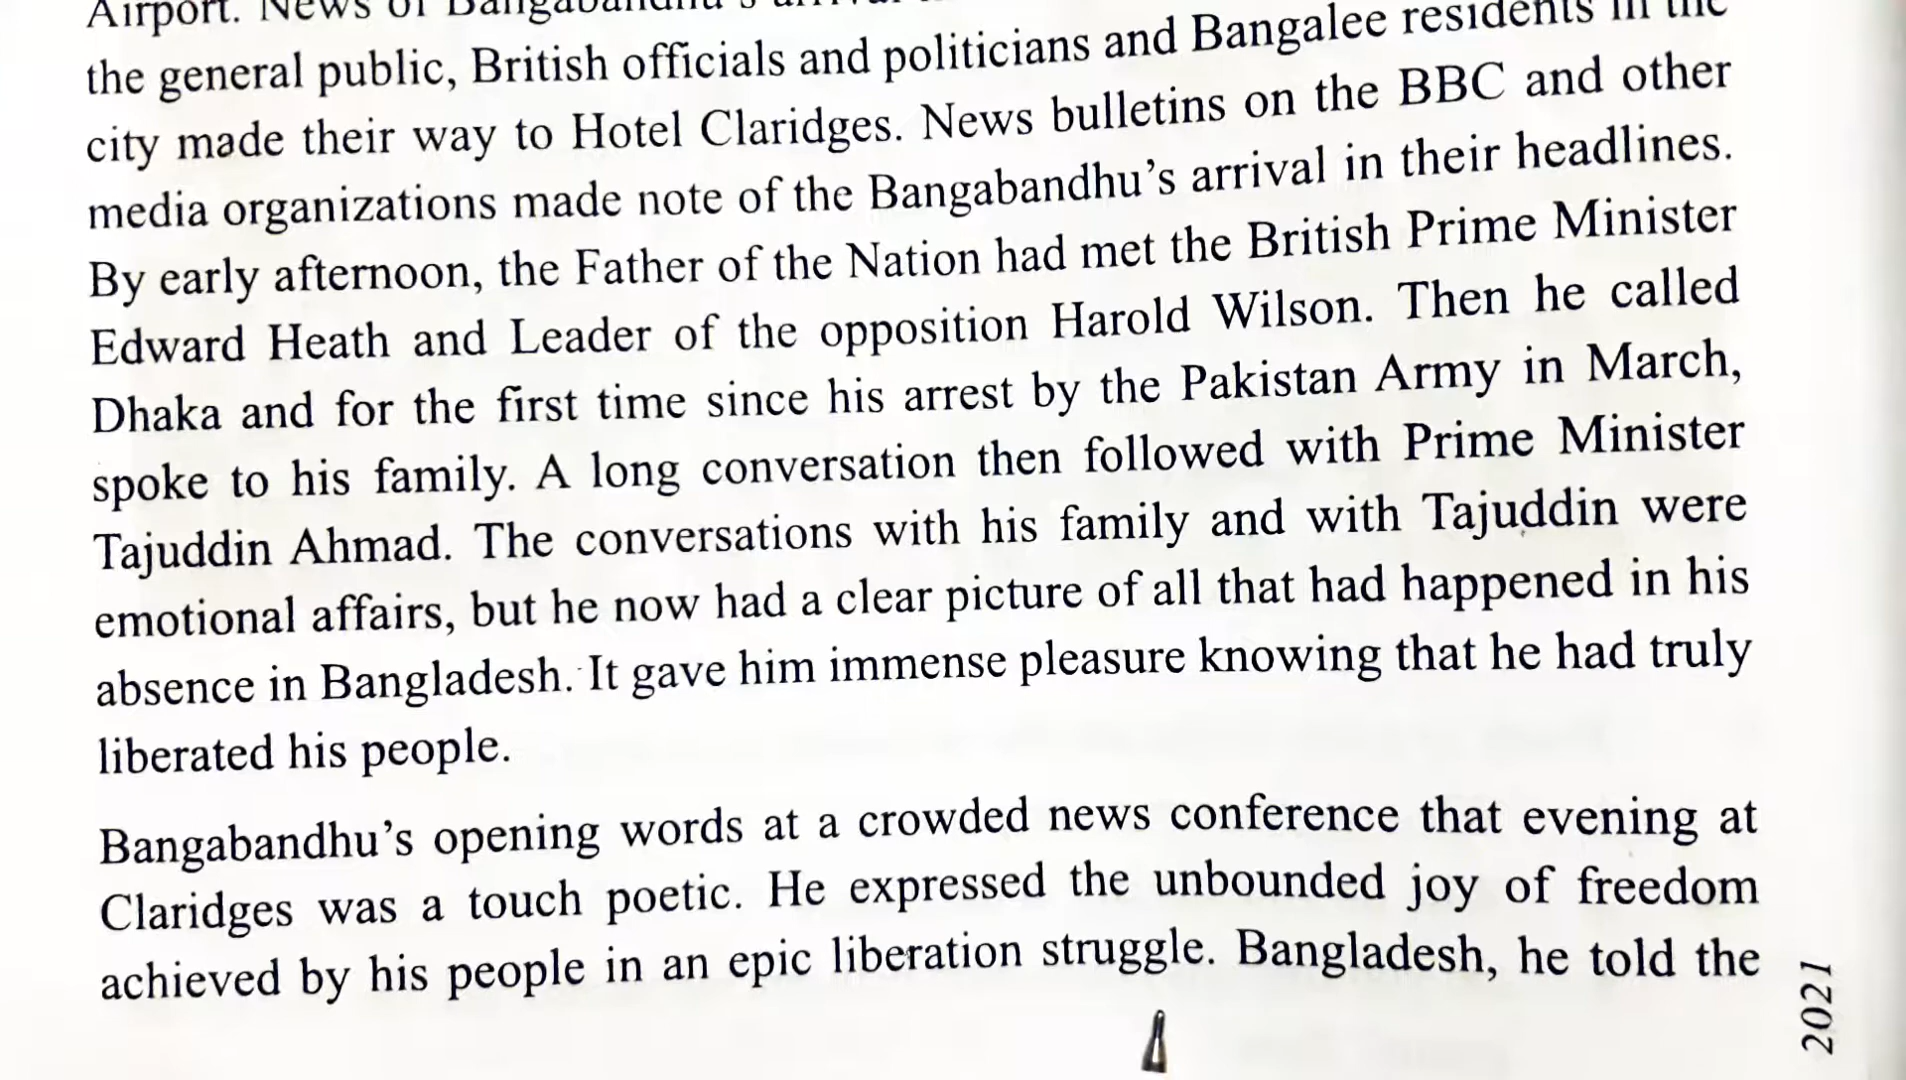 Airport. News of Bangabandhu's arrival
the general public, British officials and politicians and Bangalee residents in the
city made their way to Hotel Claridges. News bulletins on the BBC and other
media organizations made note of the Bangabandhu's arrival in their headlines.
By early afternoon, the Father of the Nation had met the British Prime Minister
Edward Heath and Leader of the opposition Harold Wilson. Then he called
Dhaka and for the first time since his arrest by the Pakistan Army in March,
spoke to his family. A long conversation then followed with Prime Minister
Tajuddin Ahmad. The conversations with his family and with Tajuddin were
emotional affairs, but he now had a clear picture of all that had happened in his
absence in Bangladesh. It gave him immense pleasure knowing that he had truly
liberated his people.
Bangabandhu's opening words at a crowded news conference that evening at
Claridges was a touch poetic. He expressed the unbounded joy of freedom
achieved by his people in an epic liberation struggle. Bangladesh, he told the
2021